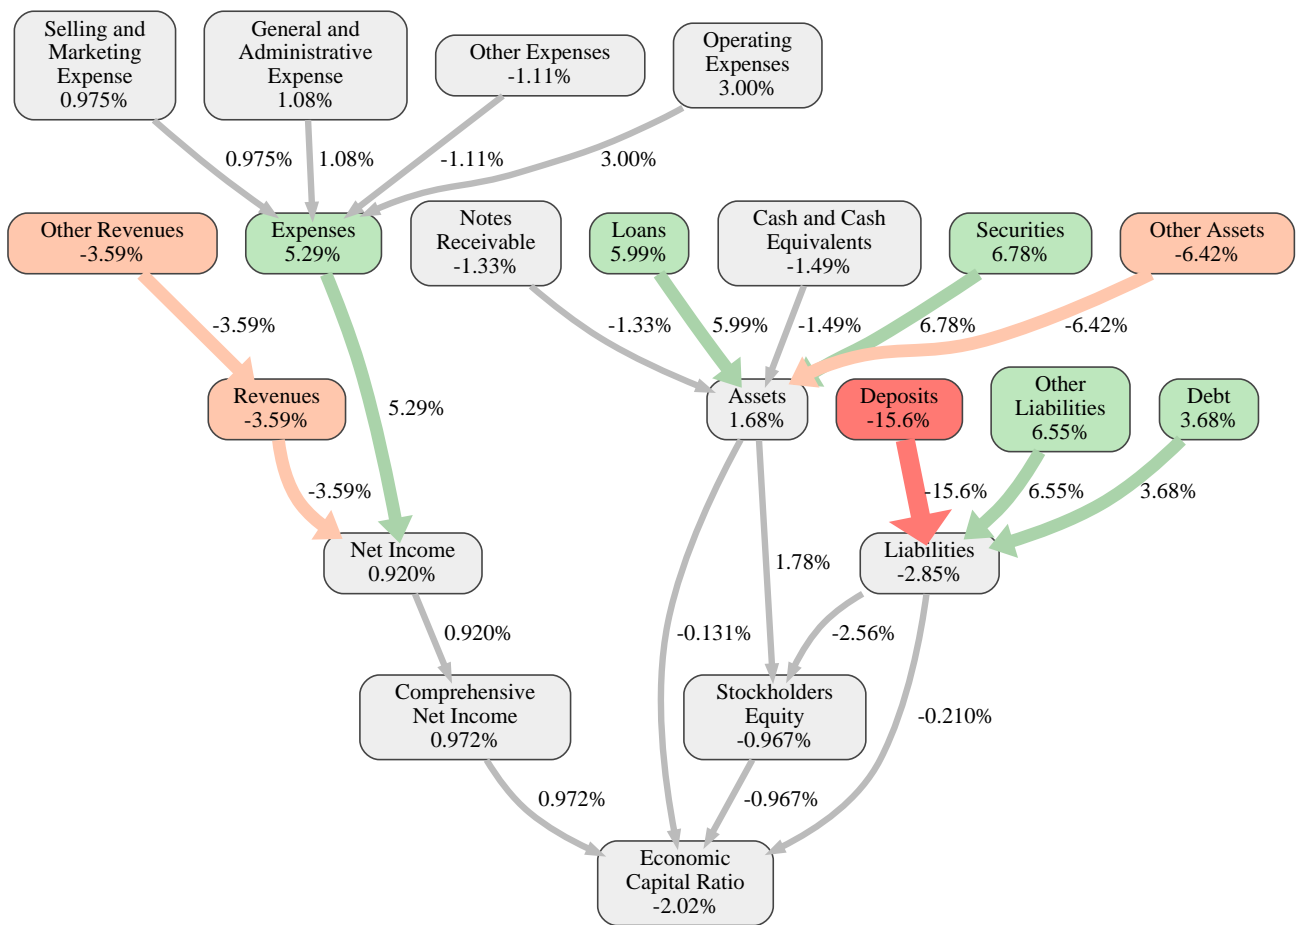 Selling and
Marketing
Expense
0.975%
General and
Administrative
Expense
1.08%
Other Expenses
-1.11%
Operating
Expenses
3.00%
0.975%
1.08%
-1.11%
3.00%
Other Revenues
-3.59%
Expenses
5.29%
Notes
Receivable
-1.33%
Loans
5.99%
Cash and Cash
Equivalents
-1.49%
Securities
6.78%
Other Assets
-6.42%
-3.59%
-1.33%
5.99%
-1.49%
6.78%
-6.42%
Revenues
-3.59%
5.29%
Assets
1.68%
Deposits
-15.6%
Other
Liabilities
6.55%
Debt
3.68%
-3.59%
-15.6%
6.55%
3.68%
Net Income
0.920%
1.78%
Liabilities
-2.85%
0.920%
-0.131%
-2.56%
Comprehensive
Net Income
0.972%
Stockholders
Equity
-0.967%
-0.210%
0.972%
-0.967%
Economic
Capital Ratio
-2.02%